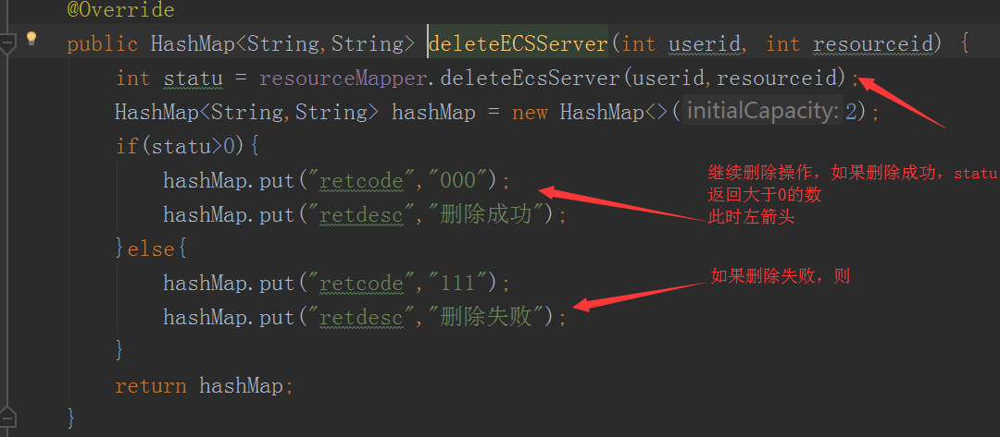 @Override
public HashMap<String,String> deleteECSServer(int userid, int resourceid) {
int statu = resourceMapper.deleteEcsServer(userid,resourceid);
HashMap<String,String> hashMap = new HashMap<>(initialCapacity: 2);
if(statu>0){
hashMap.put("retcode","000");
hashMap.put("retdesc","删除成功");
继续删除操作，如果删除成功，statu
返回大于0的数
此时左箭头
}else{
hashMap.put("retcode","111");
hashMap.put("retdesc","删除失败");
如果删除失败，则
}
return hashMap;
}